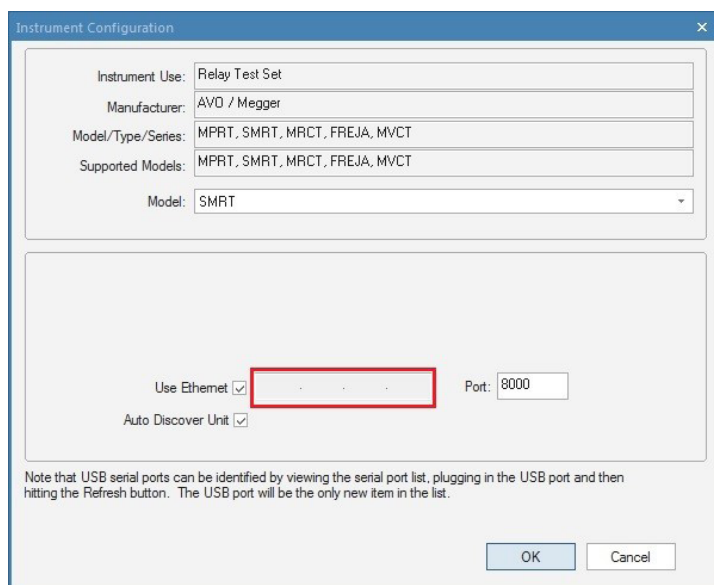 Instrument Configuration
Instrument Use: Relay Test Set
Manufacturer: AVO / Megger
Model/Type/Series: MPRT, SMRT, MRCT, FREJA, MVCT
Supported Models: MPRT, SMRT, MRCT, FREJA, MVCT
Model: SMRT
Use Ethernet . . . Port: 8000
Auto Discover Unit
Note that USB serial ports can be identified by viewing the serial port list, plugging in the USB port and then
hitting the Refresh button. The USB port will be the only new item in the list.
OK Cancel